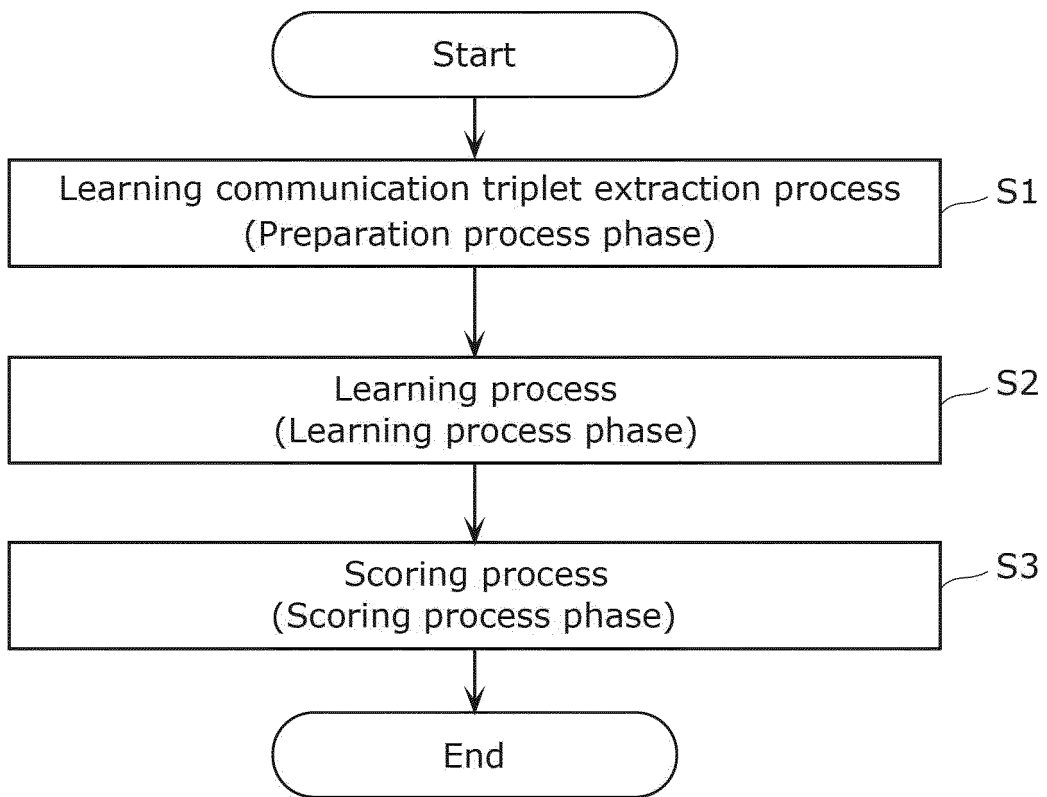 Start
Learning communication triplet extraction process
(Preparation process phase)
S1
Learning process
(Learning process phase)
S2
Scoring process
(Scoring process phase)
S3
End